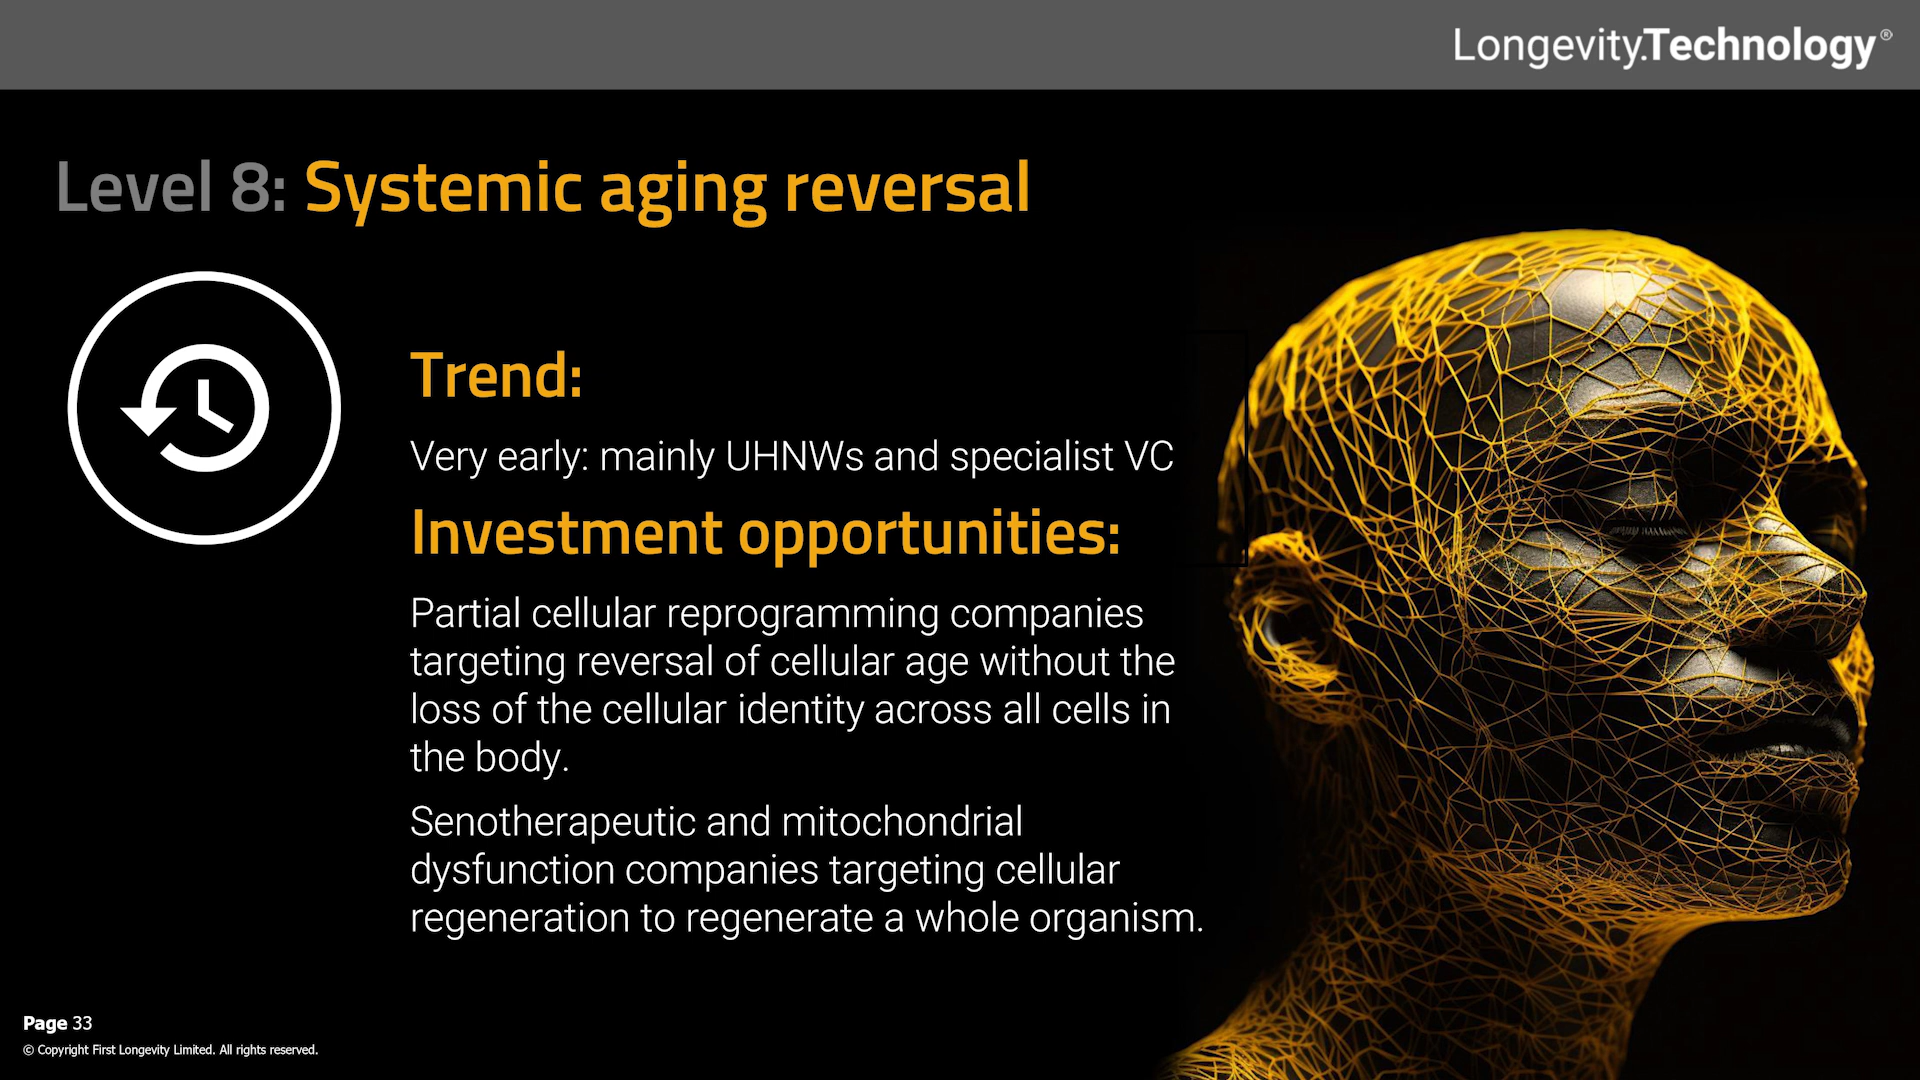 Longevity.Technology®
Level 8: Systemic aging reversal
Trend:
Very early: mainly UHNWs and specialist VC
Investment opportunities:
Partial cellular reprogramming companies
targeting reversal of cellular age without the
loss of the cellular identity across all cells in
the body.
Senotherapeutic and mitochondrial
dysfunction companies targeting cellular
regeneration to regenerate a whole organism.
Page 33
© Copyright First Longevity Limited. All rights reserved.